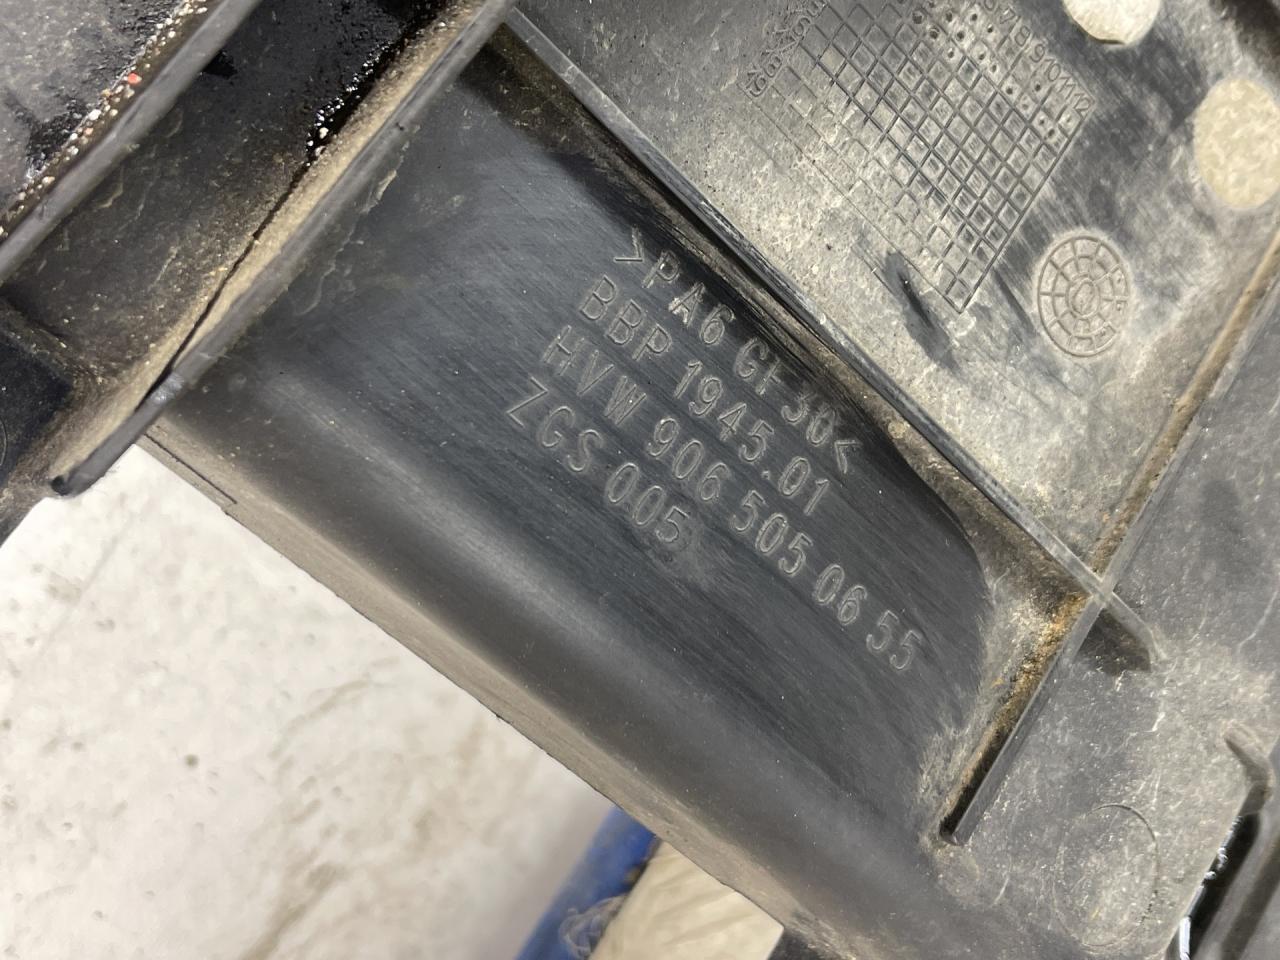 >PA6 GF30<
BBP 1945.01
HVW 906 505 06 55
ZGS 005